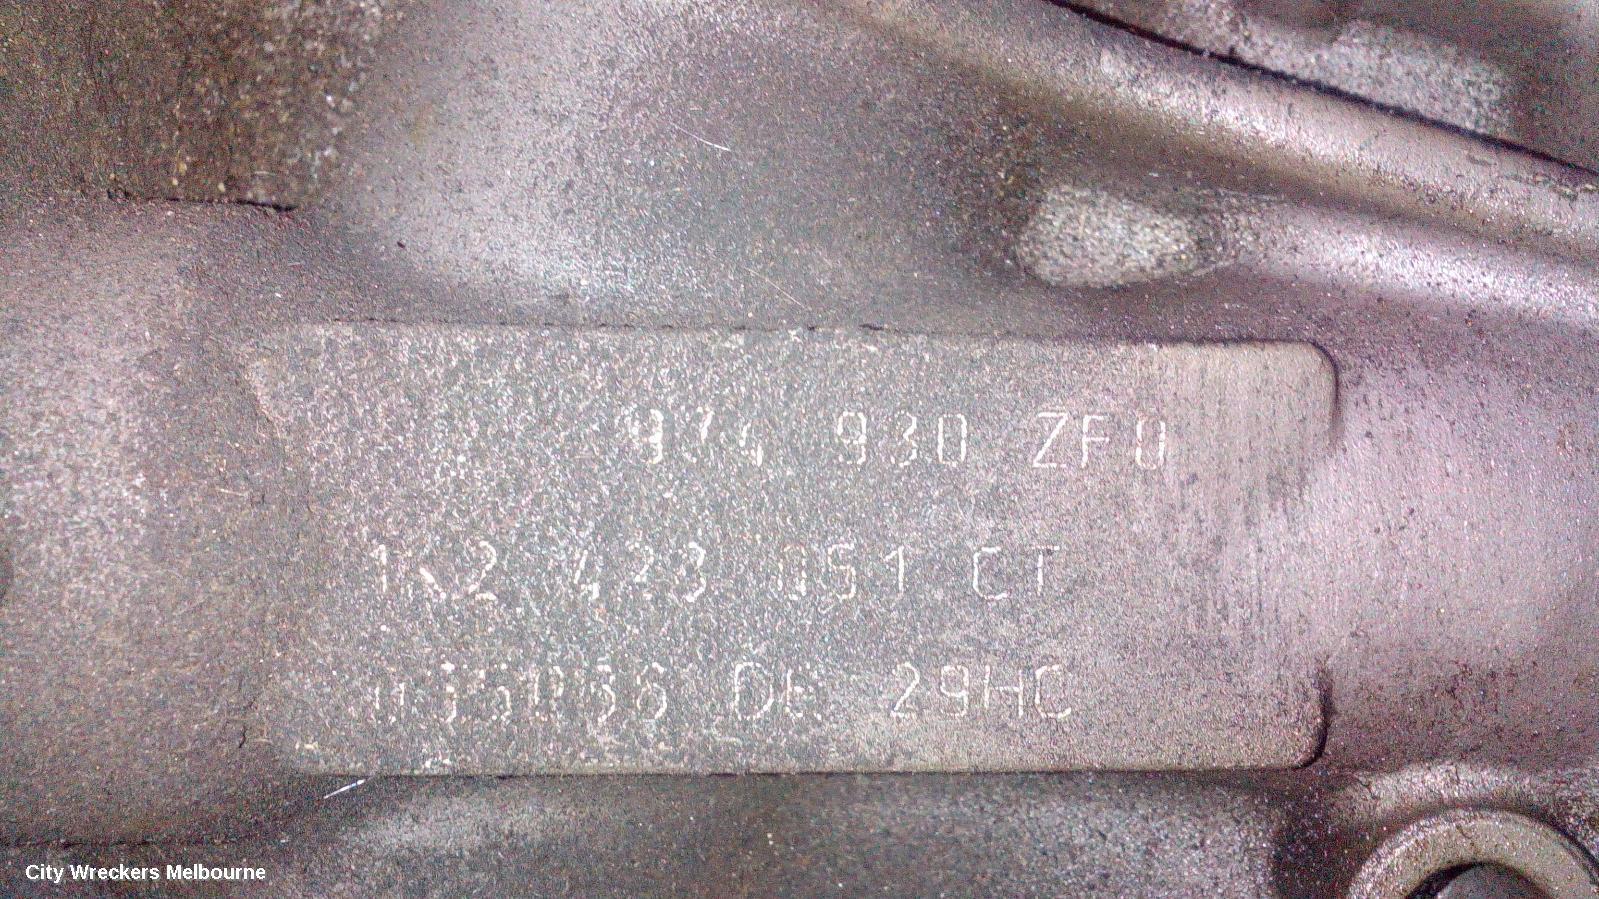 974 930 ZF0
1K2 423 051 CT
DE 29HC
City Wreckers Melbourne